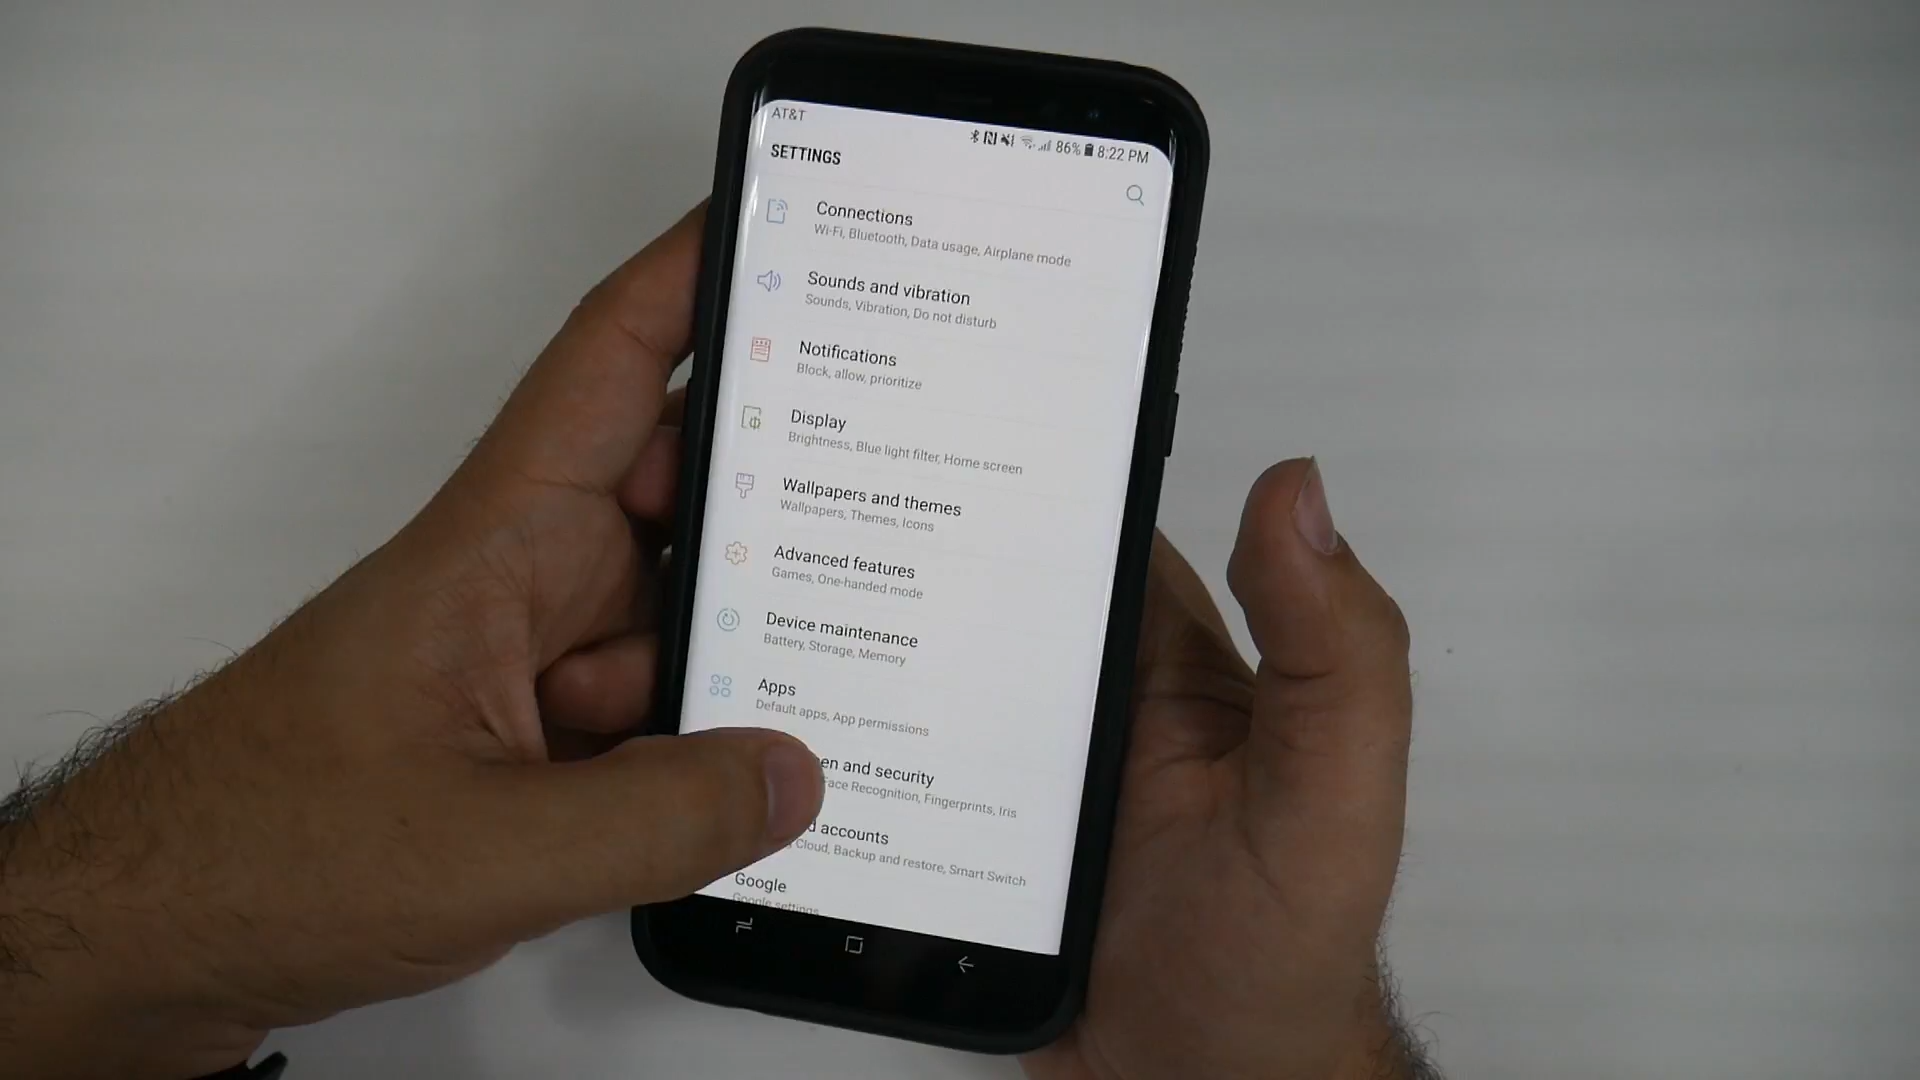 AT&T
86% 8:22 PM
SETTINGS
Connections
Wi-Fi, Bluetooth, Data usage, Airplane mode
Sounds and vibration
Sounds, Vibration, Do not disturb
Notifications
Block, allow, prioritize
Display
Brightness, Blue light filter, Home screen
Wallpapers and themes
Wallpapers, Themes, Icons
Advanced features
Games, One-handed mode
Device maintenance
Battery, Storage, Memory
Apps
Default apps, App permissions
en and security
Face Recognition, Fingerprints, Iris
d accounts
Cloud, Backup and restore, Smart Switch
Google
Google settings